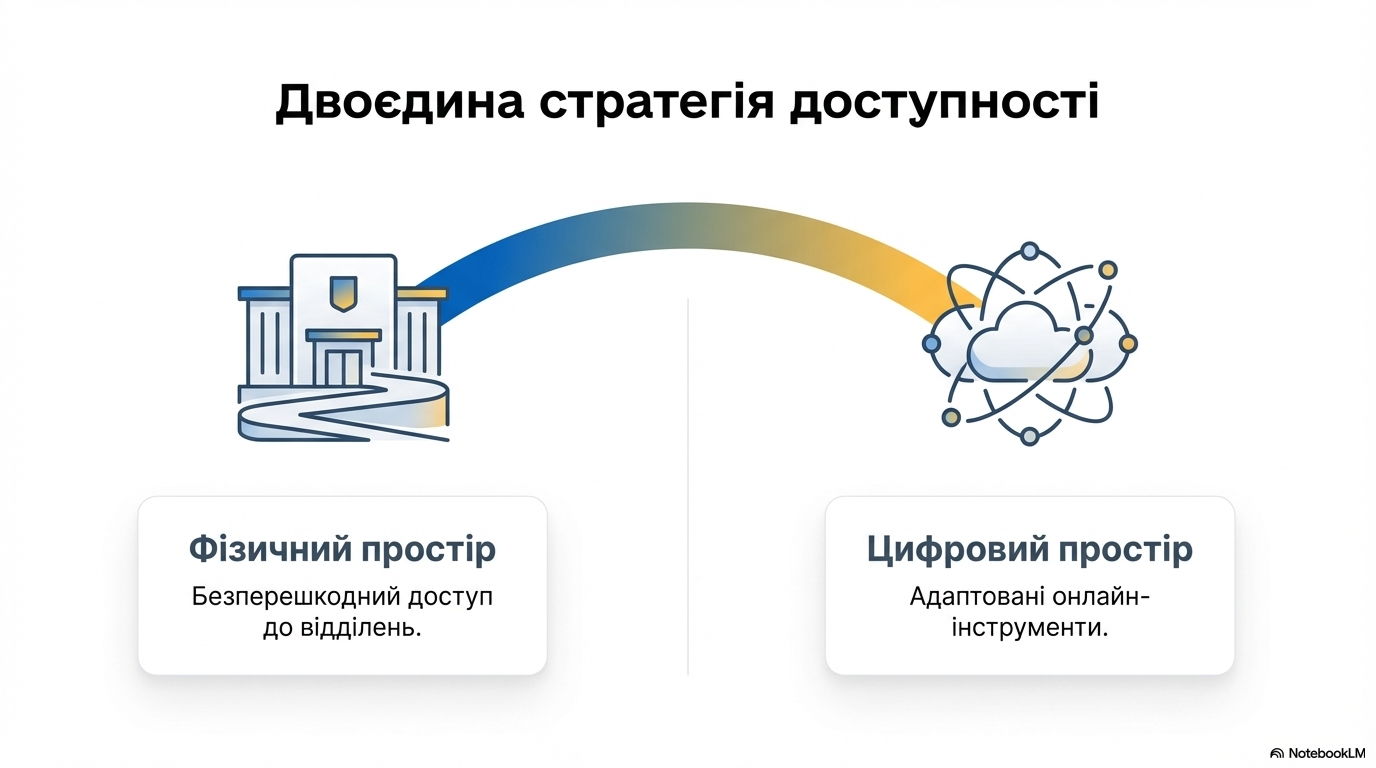 Двоєдина стратегія доступності
Фізичний простір
Безперешкодний доступ
до відділень.
Цифровий простір
Адаптовані онлайн-
інструменти.
NotebookLM